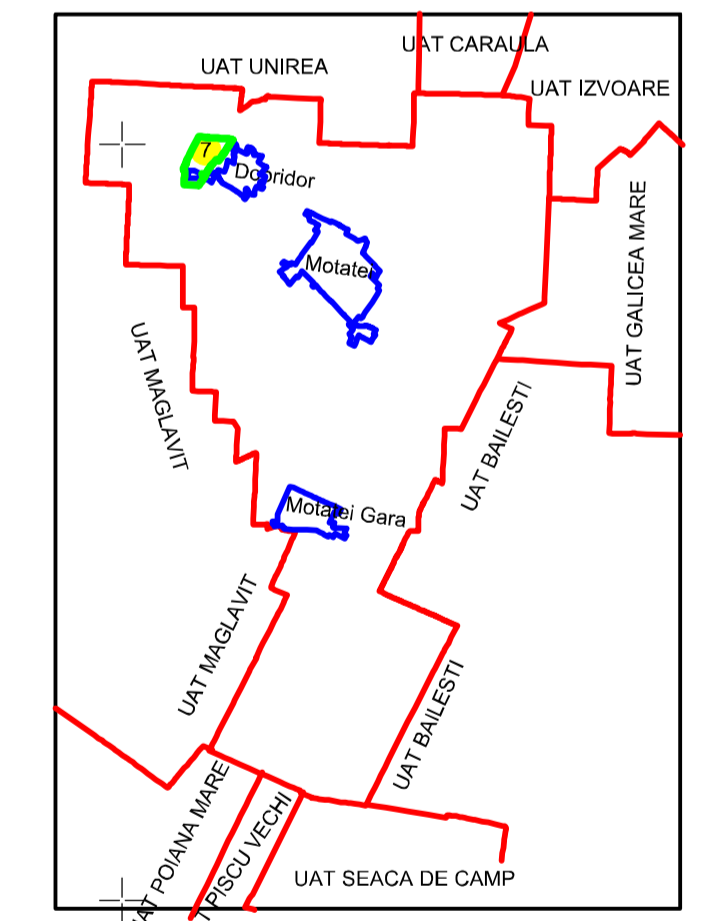 UAT CARAULA
UAT UNIREA
UAT IZVOARE
7
Dobridor
UAT GALICEA MARE
Motatei
UAT MAGLAVIT
UAT BAILESTI
Motatei Gara
UAT MAGLAVIT
UAT BAILESTI
UAT POIANA MARE
T PISCU VECHI
UAT SEACA DE CAMP